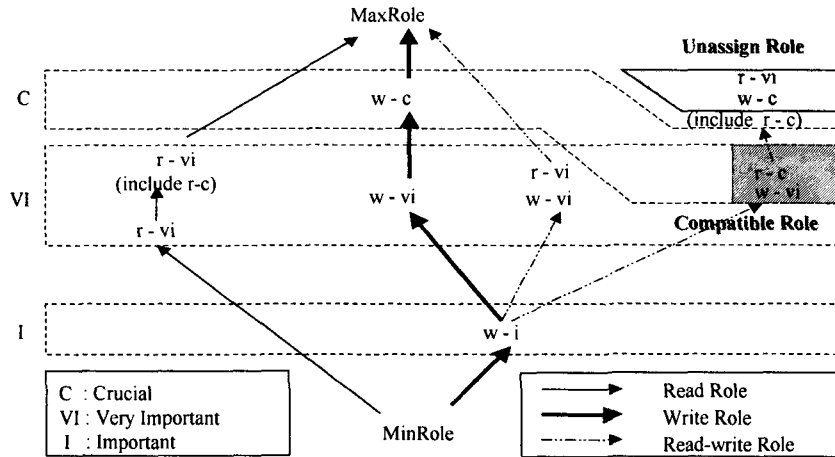 MaxRole
Unassign Role
r - vi
w - c
(include r - c)
C
w - c
r - vi
(include r-c)
r - vi
w - vi
r - c
w - vi
VI
w - vi
r - vi
Compatible Role
I
w - i
C : Crucial
VI : Very Important
I : Important
MinRole
Read Role
Write Role
Read-write Role